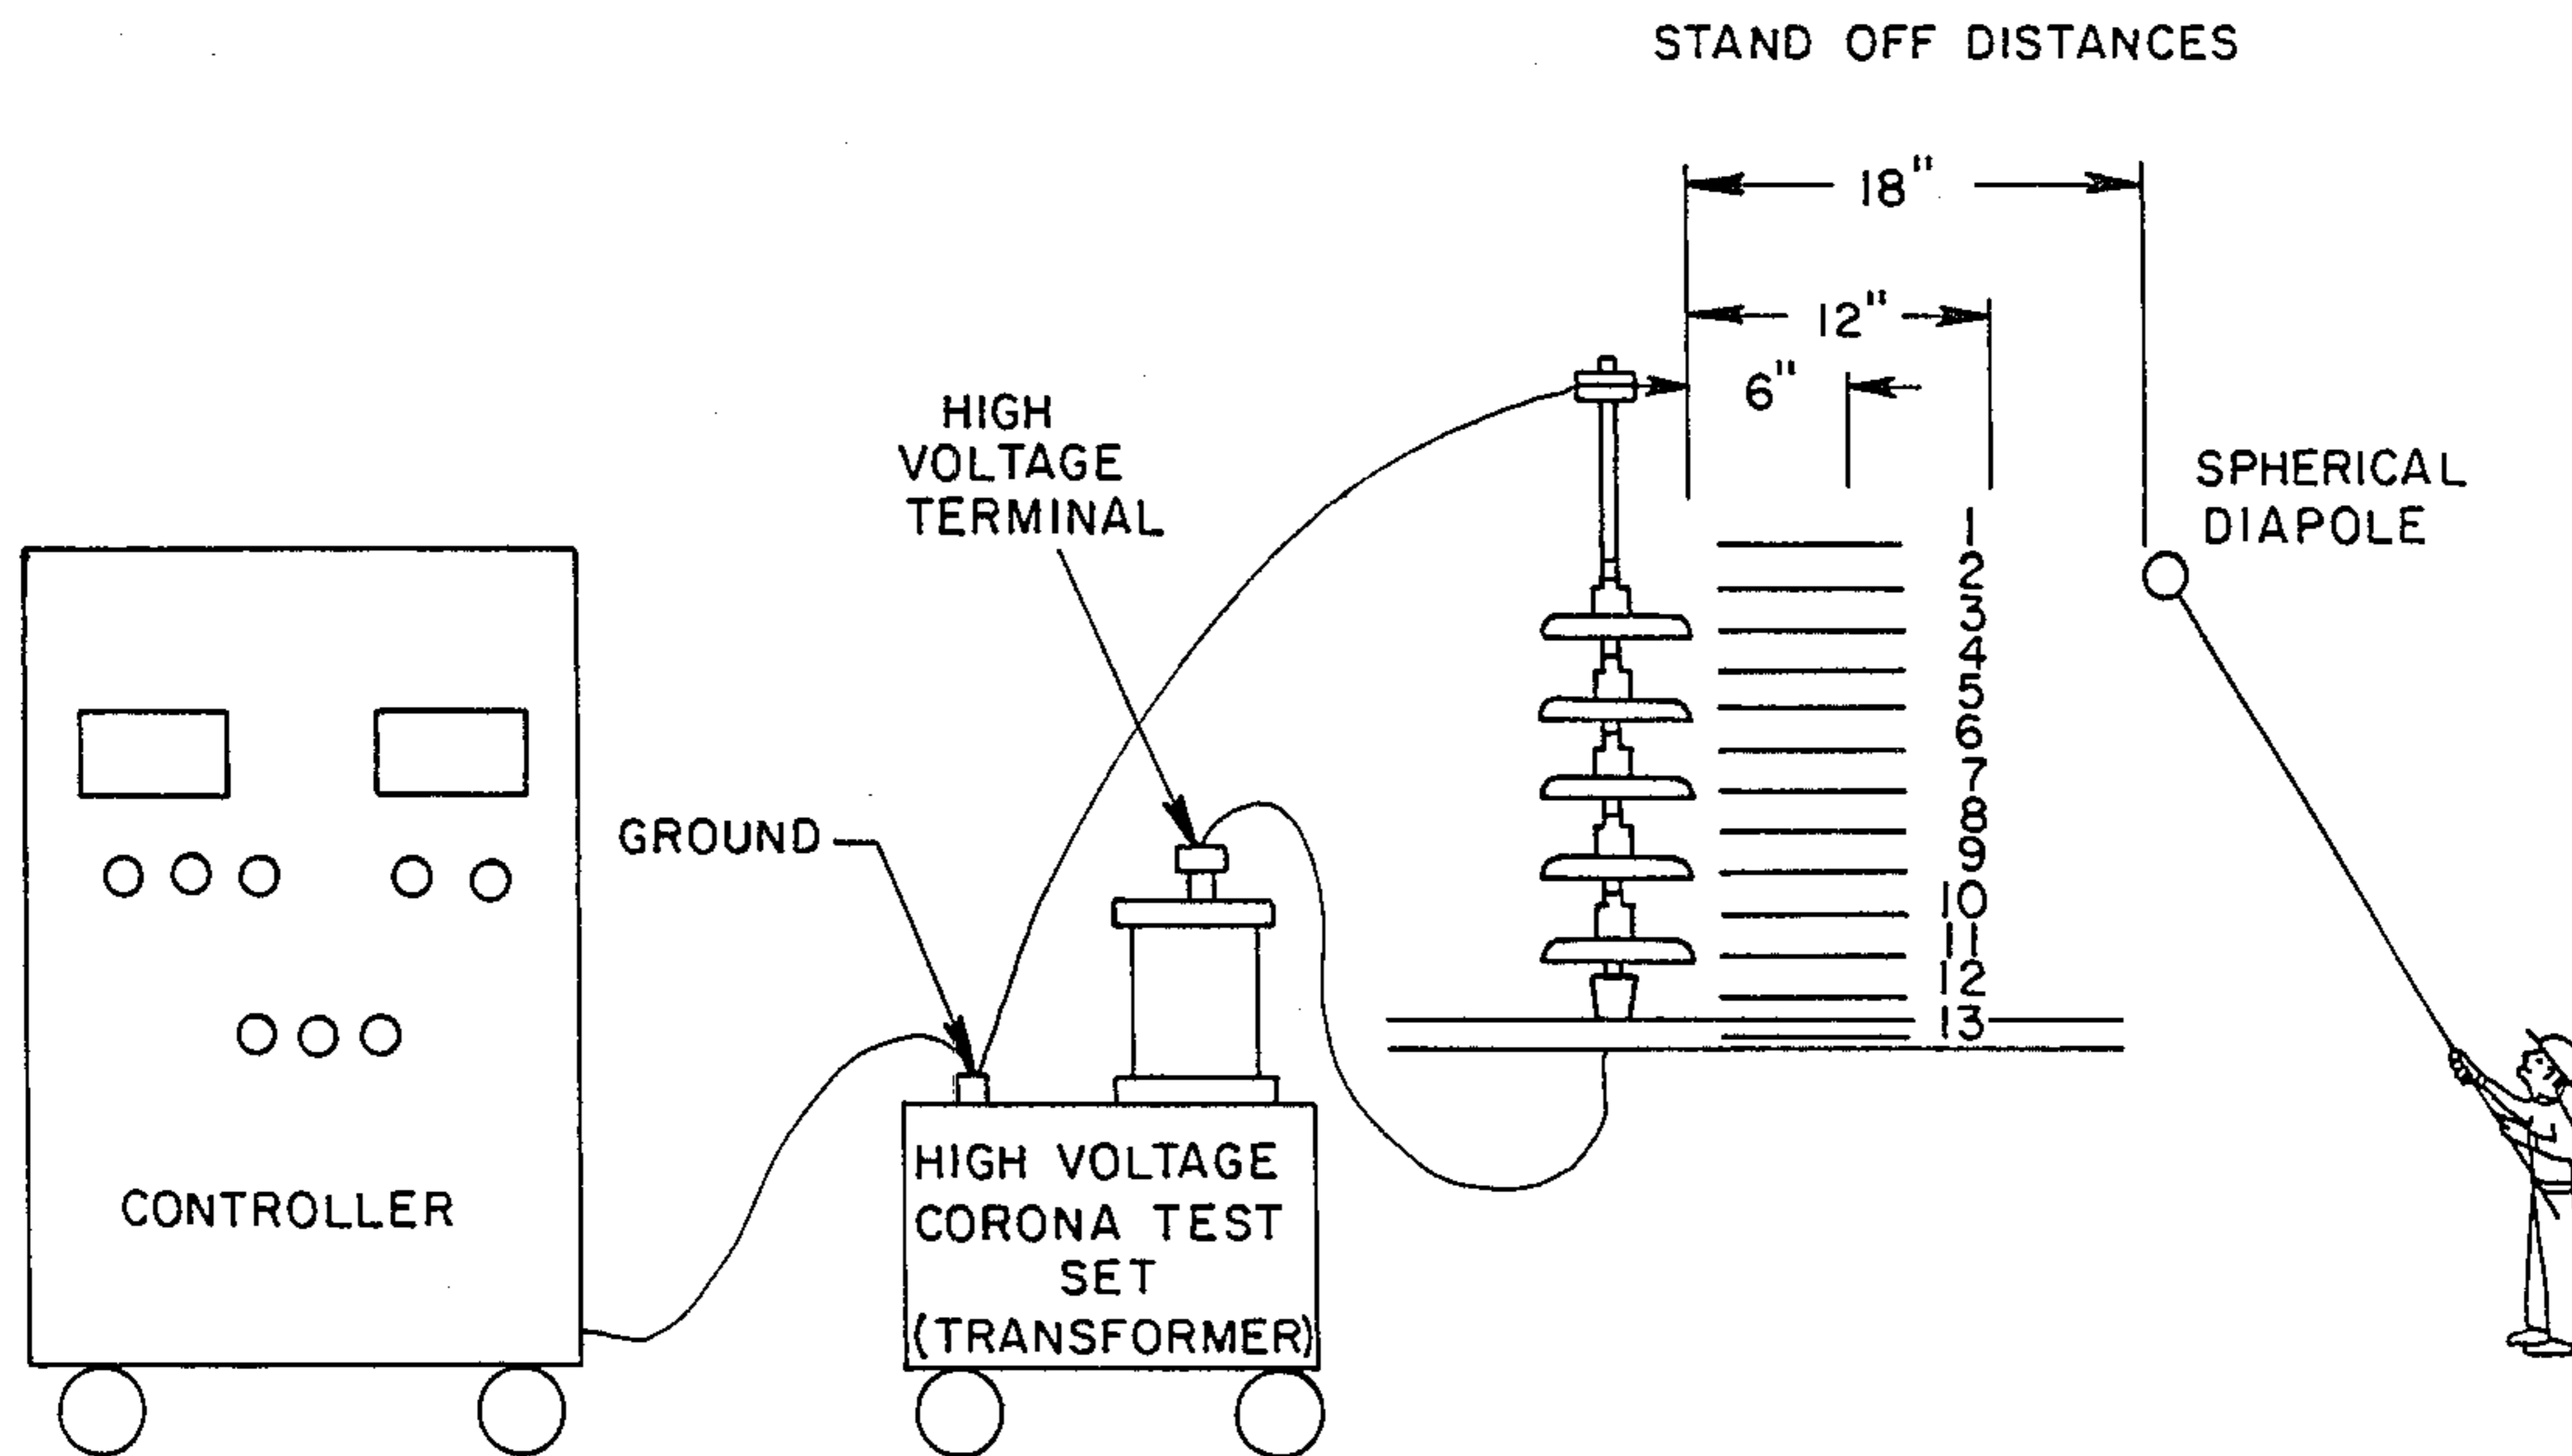 STAND OFF DISTANCES
18"
12"
6"
HIGH
VOLTAGE
TERMINAL
SPHERICAL
DIAPOLE
1
2
3
4
5
6
7
8
9
10
11
12
13
GROUND
CONTROLLER
HIGH VOLTAGE
CORONA TEST
SET
(TRANSFORMER)